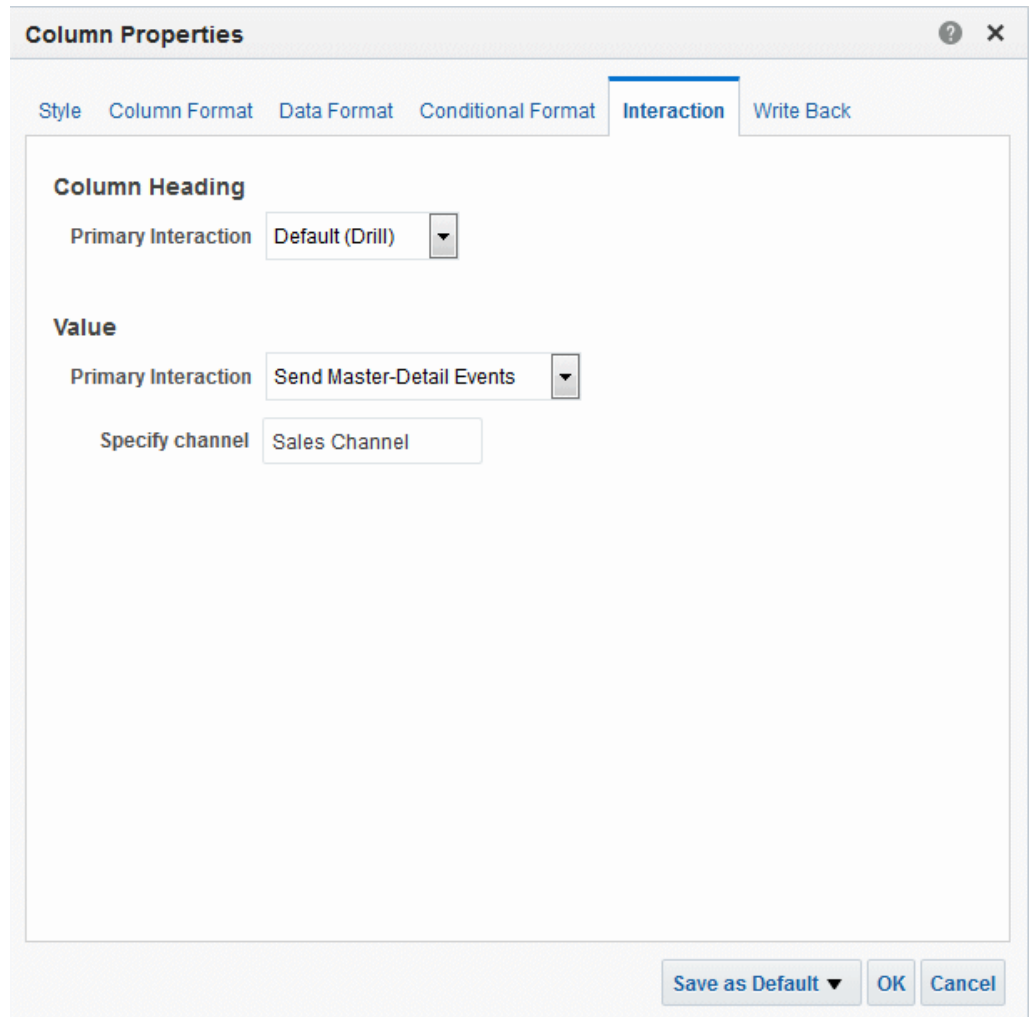 Column Properties
Style Column Format Data Format Conditional Format Interaction Write Back
Column Heading
Primary Interaction Default (Drill)
Value
Primary Interaction Send Master-Detail Events
Specify channel Sales Channel
Save as Default OK Cancel